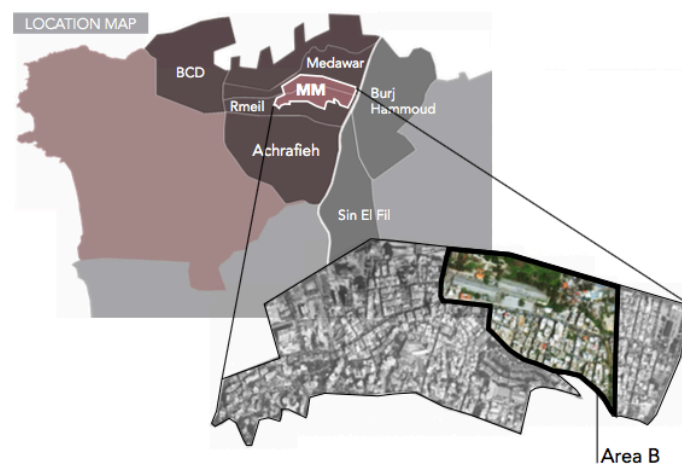 LOCATION MAP
Medawar
BCD
MM
Burj
Hammoud
Rmeil
Achrafieh
Sin El Fil
Area B